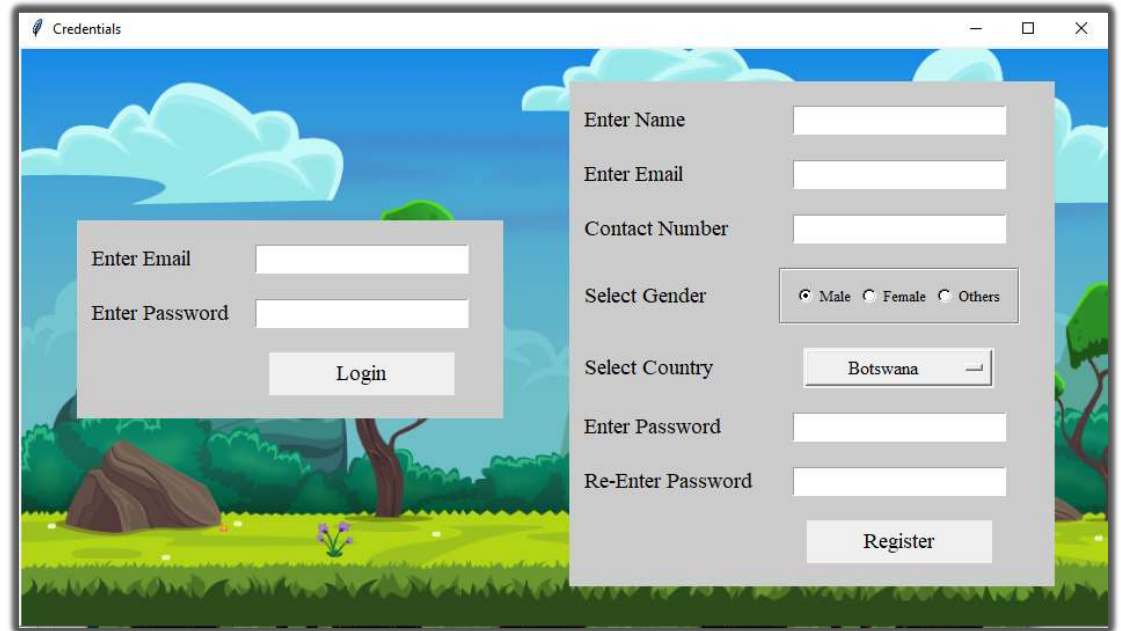 Credentials
Enter Email
Enter Password
Login
Enter Name
Enter Email
Contact Number
Select Gender
Male Female Others
Select Country
Botswana
Enter Password
Re-Enter Password
Register